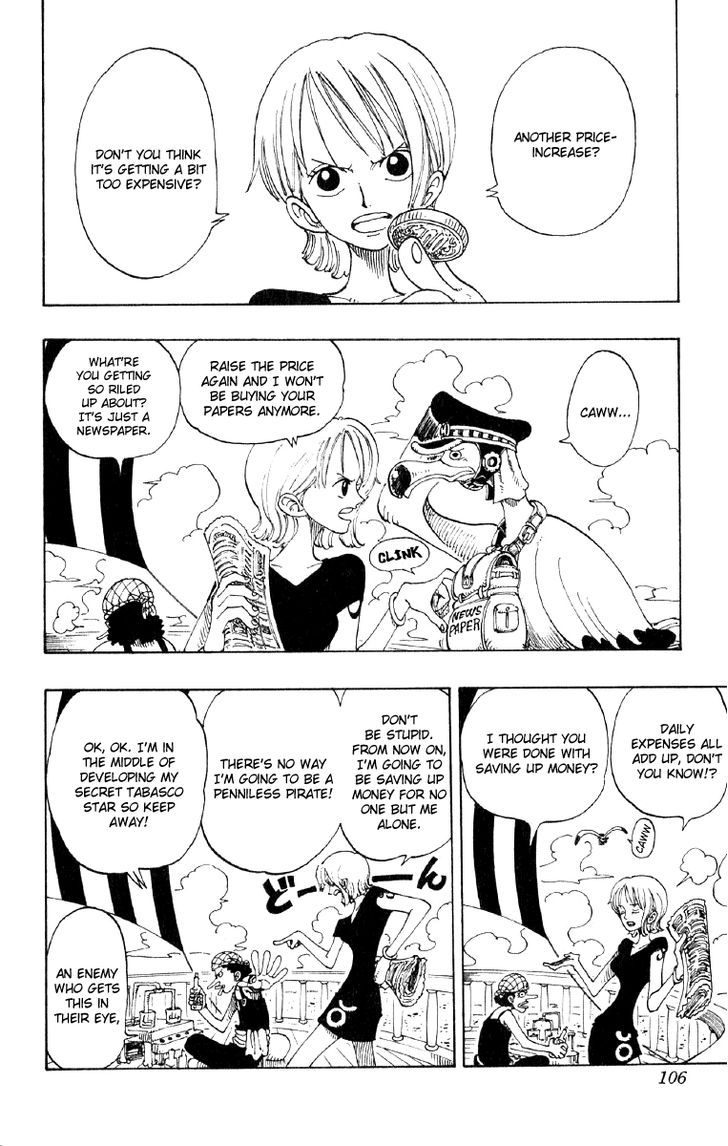 ANOTHER PRICE-
INCREASE?
DON'T YOU THINK
IT'S GETTING A BIT
TOO EXPENSIVE?
CAWW...
RAISE THE PRICE
AGAIN AND I WON'T
BE BUYING YOUR
PAPERS ANYMORE.
CLINK
NEWS
PAPER
WHAT'RE
YOU GETTING
SO RILED
UP ABOUT?
IT'S JUST A
NEWSPAPER.
DAILY
EXPENSES ALL
ADD UP, DON'T
YOU KNOW!?
CAWW
I THOUGHT YOU
WERE DONE WITH
SAVING UP MONEY?
DON'T
BE STUPID.
FROM NOW ON,
I'M GOING TO
BE SAVING UP
MONEY FOR NO
ONE BUT ME
ALONE.
THERE'S NO WAY
I'M GOING TO BE A
PENNILESS PIRATE!
どーん
OK, OK. I'M IN
THE MIDDLE OF
DEVELOPING MY
SECRET TABASCO
STAR SO KEEP
AWAY!
AN ENEMY
WHO GETS
THIS IN
THEIR EYE,
106